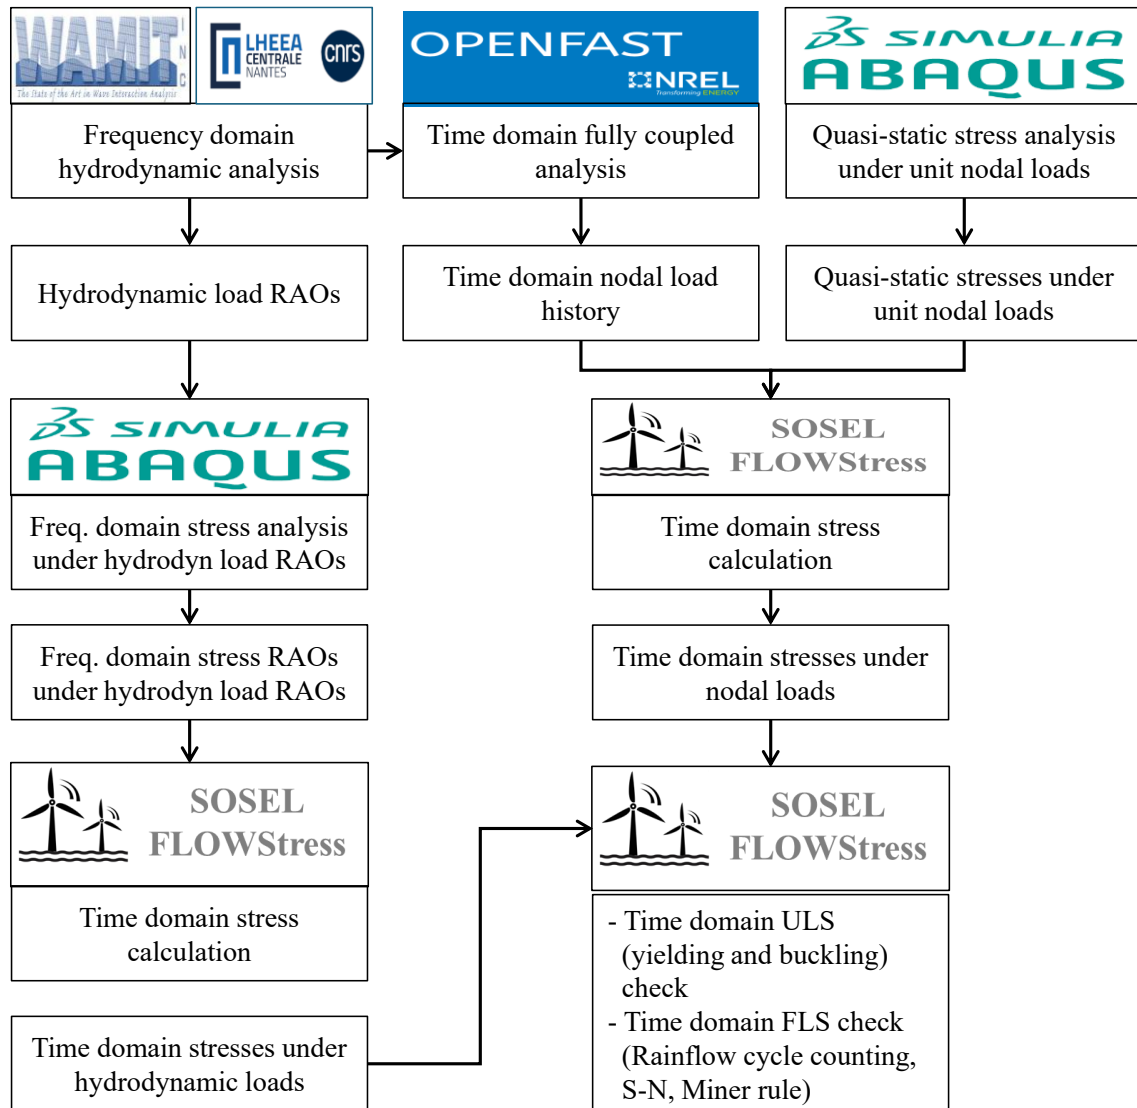 WAMIT
INC
The State of the Art in Wave Interaction Analysis
LHEEA
CENTRALE
NANTES
cnrs
Frequency domain
hydrodynamic analysis
OPENFAST
NREL
Transforming ENERGY
Time domain fully coupled
analysis
SIMULIA
ABAQUS
Quasi-static stress analysis
under unit nodal loads
Hydrodynamic load RAOs
Time domain nodal load
history
Quasi-static stresses under
unit nodal loads
SIMULIA
ABAQUS
Freq. domain stress analysis
under hydrodyn load RAOs
SOSEL
FLOWStress
Time domain stress
calculation
Freq. domain stress RAOs
under hydrodyn load RAOs
Time domain stresses under
nodal loads
SOSEL
FLOWStress
Time domain stress
calculation
SOSEL
FLOWStress
- Time domain ULS
(yielding and buckling)
check
- Time domain FLS check
(Rainflow cycle counting,
S-N, Miner rule)
Time domain stresses under
hydrodynamic loads